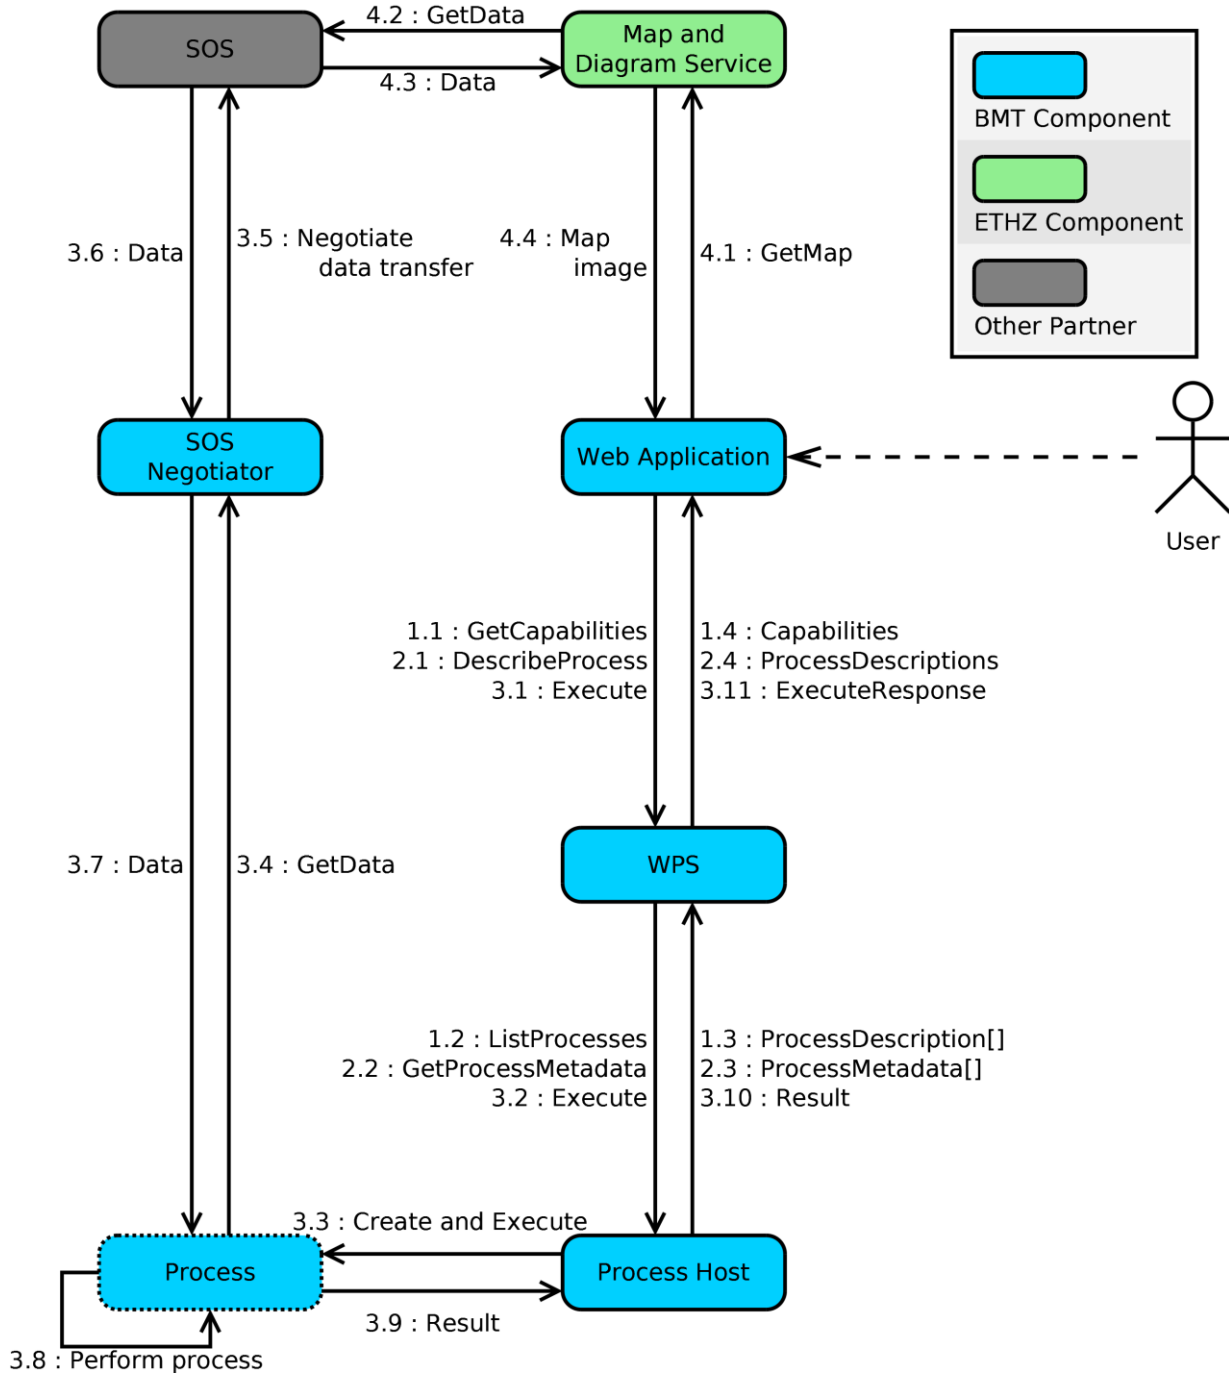 4.2 : GetData
SOS
Map and
Diagram Service
4.3 : Data
BMT Component
ETHZ Component
Other Partner
3.6 : Data
3.5 : Negotiate
data transfer
4.4 : Map
image
4.1 : GetMap
SOS
Negotiator
Web Application
User
1.1 : GetCapabilities
2.1 : DescribeProcess
3.1 : Execute
1.4 : Capabilities
2.4 : ProcessDescriptions
3.11 : ExecuteResponse
3.7 : Data
3.4 : GetData
WPS
1.2 : ListProcesses
2.2 : GetProcessMetadata
3.2 : Execute
1.3 : ProcessDescription[]
2.3 : ProcessMetadata[]
3.10 : Result
3.3 : Create and Execute
Process
Process Host
3.9 : Result
3.8 : Perform process